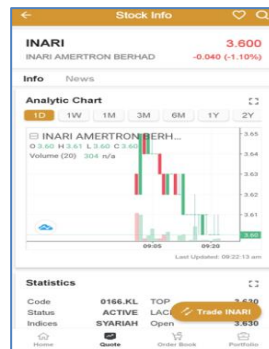 Stock Info
INARI 3.600
INARI AMERTRON BERHAD -0.040 (-1.10%)
Info News
Analytic Chart
1D 1W 1M 3M 6M 1Y 2Y
INARI AMERTRON BERH...
O 3.60 H 3.61 L 3.60 C 3.60
Volume (20) 304 n/a
3.65
3.64
3.63
3.62
3.61
3.60
09:05 09:20
Last Updated: 09:22:13 am
Statistics
Code 0166.KL TOP 3.630
Status ACTIVE LACP
Trade INARI
Indices SYARIAH Open 3.630
Home Quote Order Book Portfolio